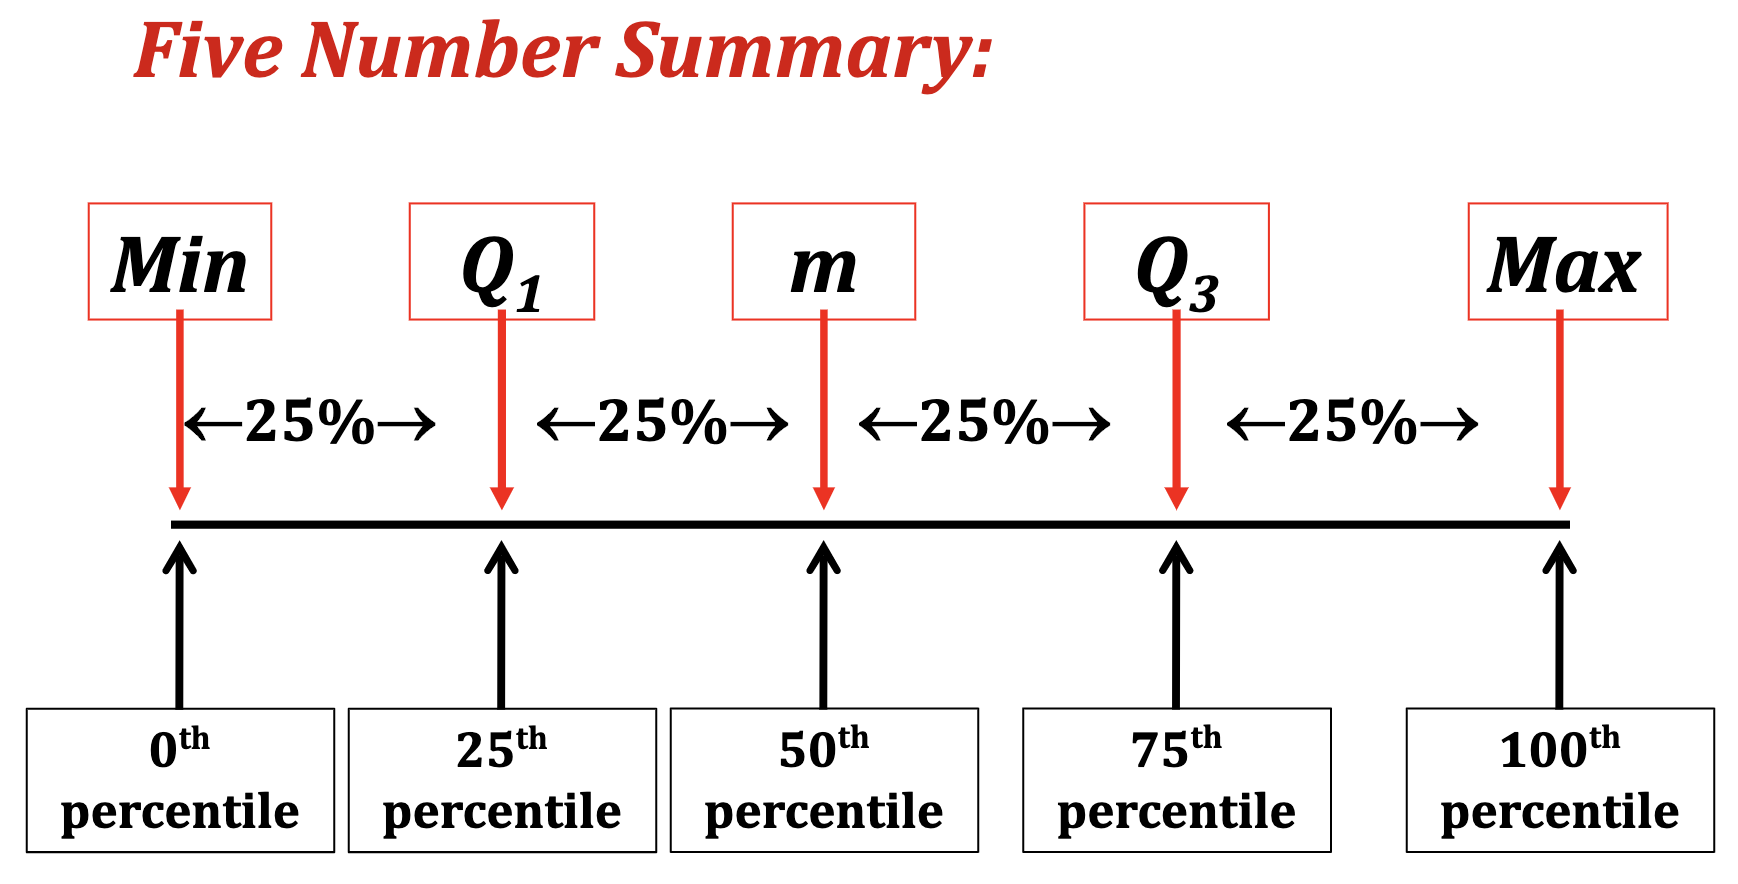 Five Number Summary:
Min Q₁ m Q₃ Max
←25%→ ←25%→ ←25%→ ←25%→
0ᵗʰ 25ᵗʰ 50ᵗʰ 75ᵗʰ 100ᵗʰ
percentile percentile percentile percentile percentile